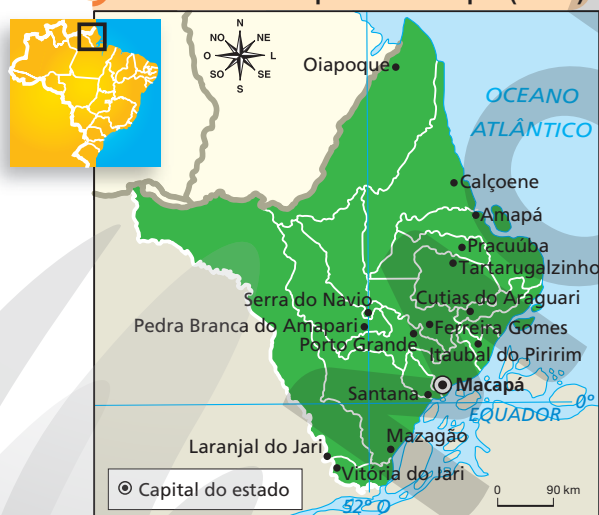 N
NO NE
O L
SO SE
S
Oiapoque
OCEANO
ATLÂNTICO
Calçoene
Amapá
Pracuúba
Tartarugalzinho
Serra do Navio
Cutias do Araguari
Pedra Branca do Amapari
Ferreira Gomes
Porto Grande
Itaubal do Piririm
Macapá
Santana
0°
EQUADOR
Mazagão
Laranjal do Jari
Vitória do Jari
Capital do estado
0 90 km
52° O